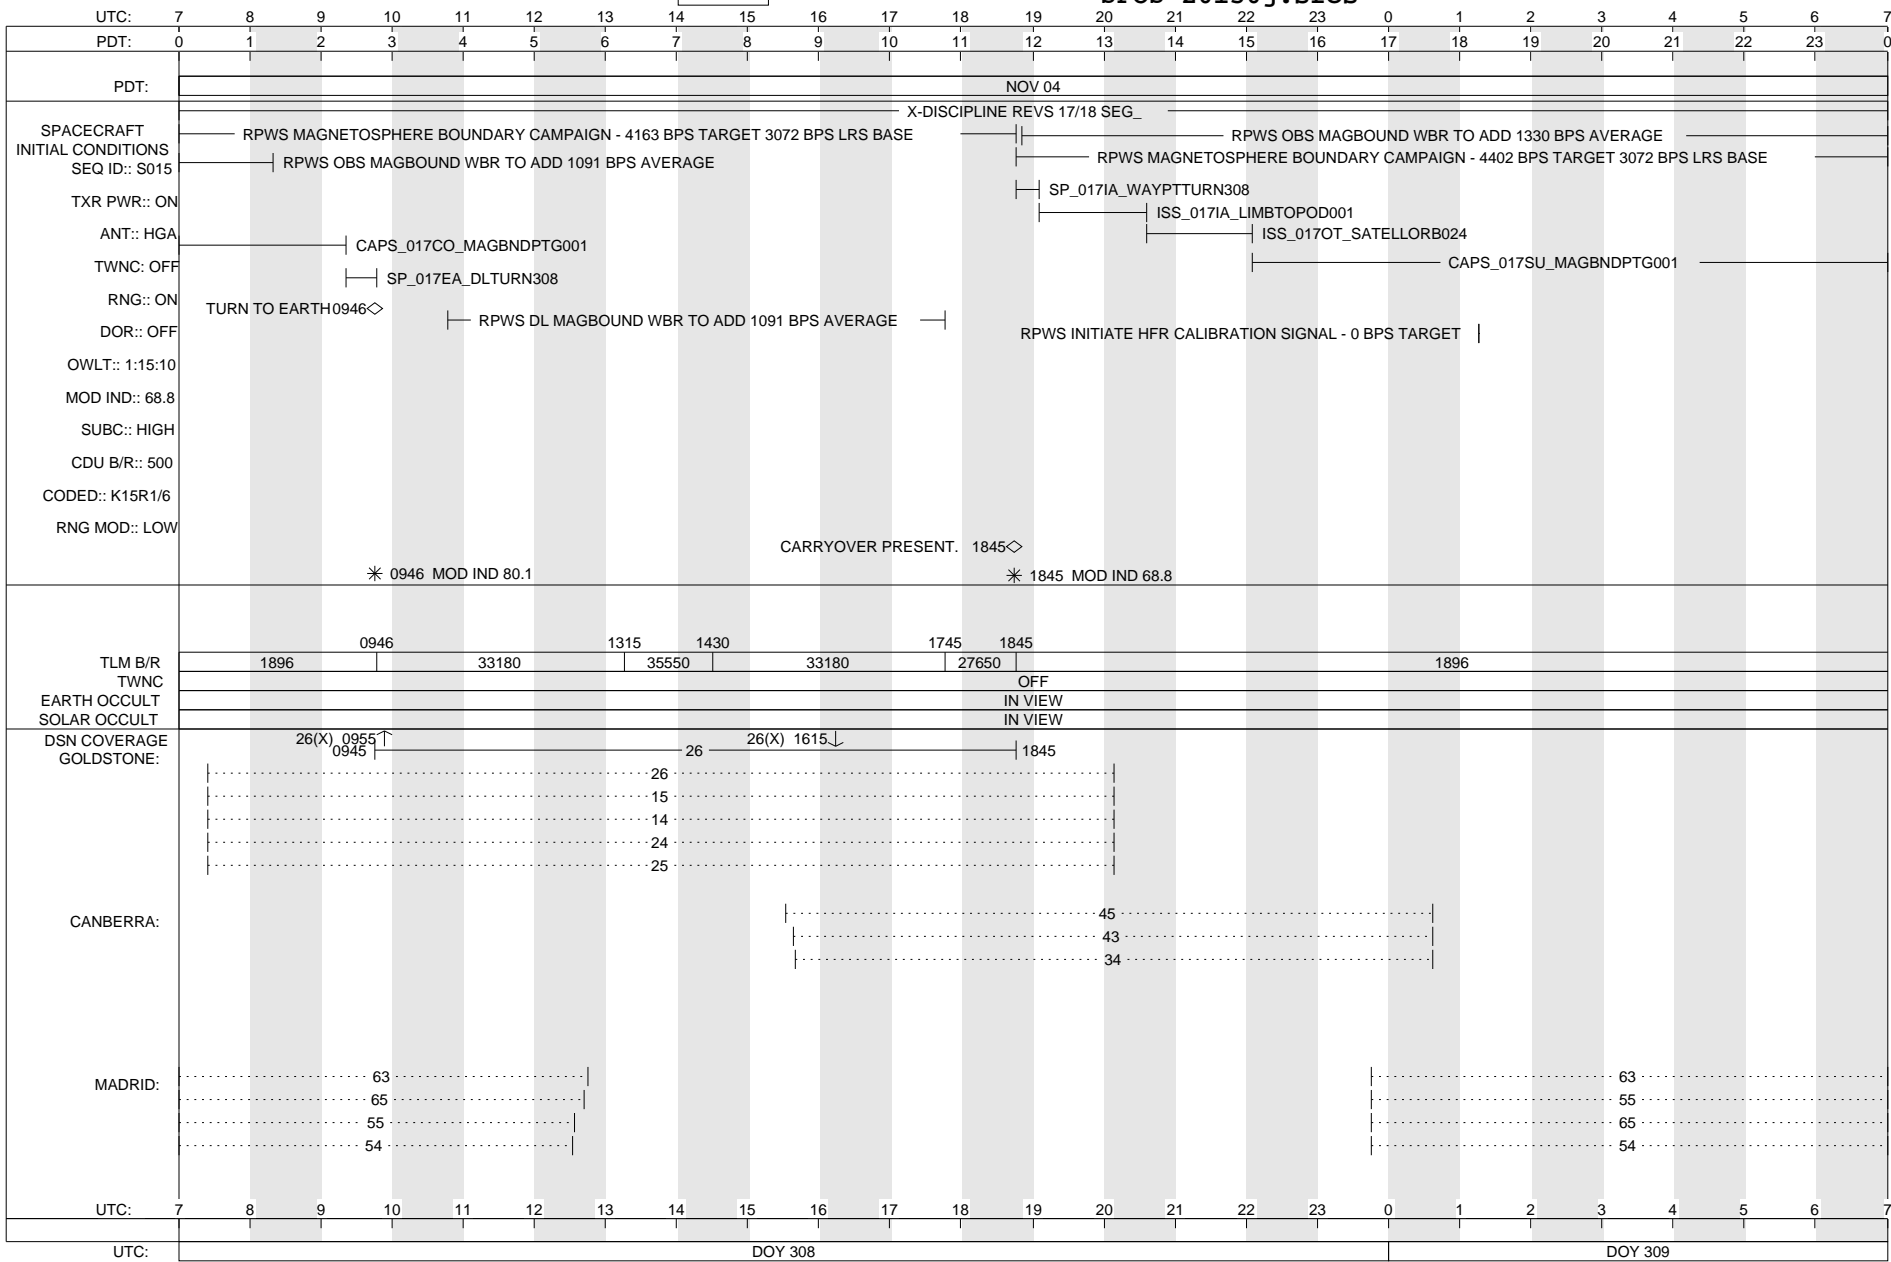 UTC: 7 8 9 10 11 12 13 14 15 16 17 18 19 20 21 22 23 0 1 2 3 4 5 6 7
PDT: 0 1 2 3 4 5 6 7 8 9 10 11 12 13 14 15 16 17 18 19 20 21 22 23 0
PDT: NOV 04
X-DISCIPLINE REVS 17/18 SEG_
SPACECRAFT
INITIAL CONDITIONS
RPWS MAGNETOSPHERE BOUNDARY CAMPAIGN - 4163 BPS TARGET 3072 BPS LRS BASE
RPWS OBS MAGBOUND WBR TO ADD 1330 BPS AVERAGE
RPWS OBS MAGBOUND WBR TO ADD 1091 BPS AVERAGE
RPWS MAGNETOSPHERE BOUNDARY CAMPAIGN - 4402 BPS TARGET 3072 BPS LRS BASE
SEQ ID:: S015
SP_017IA_WAYPTTURN308
TXR PWR:: ON
ISS_017IA_LIMBTOPOD001
ANT:: HGA
ISS_017OT_SATELLORB024
CAPS_017CO_MAGBNDPTG001
TWNC: OFF
CAPS_017SU_MAGBNDPTG001
SP_017EA_DLTURN308
RNG:: ON
TURN TO EARTH 0946
RPWS DL MAGBOUND WBR TO ADD 1091 BPS AVERAGE
DOR:: OFF
RPWS INITIATE HFR CALIBRATION SIGNAL - 0 BPS TARGET
OWLT:: 1:15:10
MOD IND:: 68.8
SUBC:: HIGH
CDU B/R:: 500
CODED:: K15R1/6
RNG MOD:: LOW
CARRYOVER PRESENT. 1845
0946 MOD IND 80.1
1845 MOD IND 68.8
0946 1315 1430 1745 1845
TLM B/R 1896 33180 35550 33180 27650 1896
TWNC OFF
EARTH OCCULT IN VIEW
SOLAR OCCULT IN VIEW
DSN COVERAGE
26(X) 0955 26(X) 1615
GOLDSTONE: 0945 26 1845
26
15
14
24
25
CANBERRA: 45
43
34
MADRID: 63 63
65 55
55 65
54 54
UTC: 7 8 9 10 11 12 13 14 15 16 17 18 19 20 21 22 23 0 1 2 3 4 5 6 7
UTC: DOY 308 DOY 309